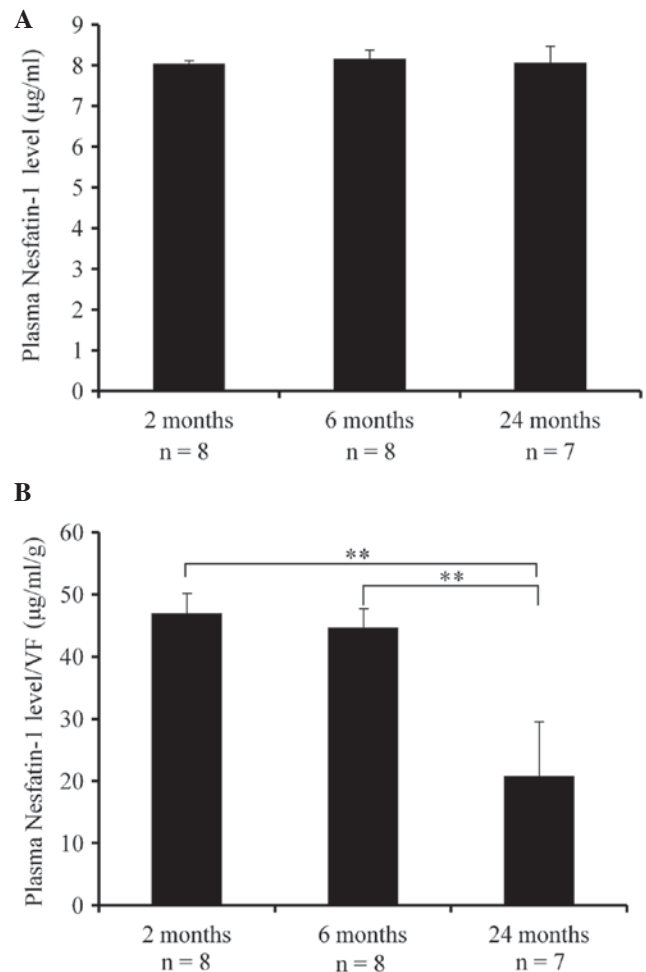 A
Plasma Nesfatin-1 level (μg/ml)
9
8
7
6
5
4
3
2
1
0
2 months
n = 8
6 months
n = 8
24 months
n = 7
B
Plasma Nesfatin-1 level/VF (μg/ml/g)
60
50
40
30
20
10
0
**
**
2 months
n = 8
6 months
n = 8
24 months
n = 7